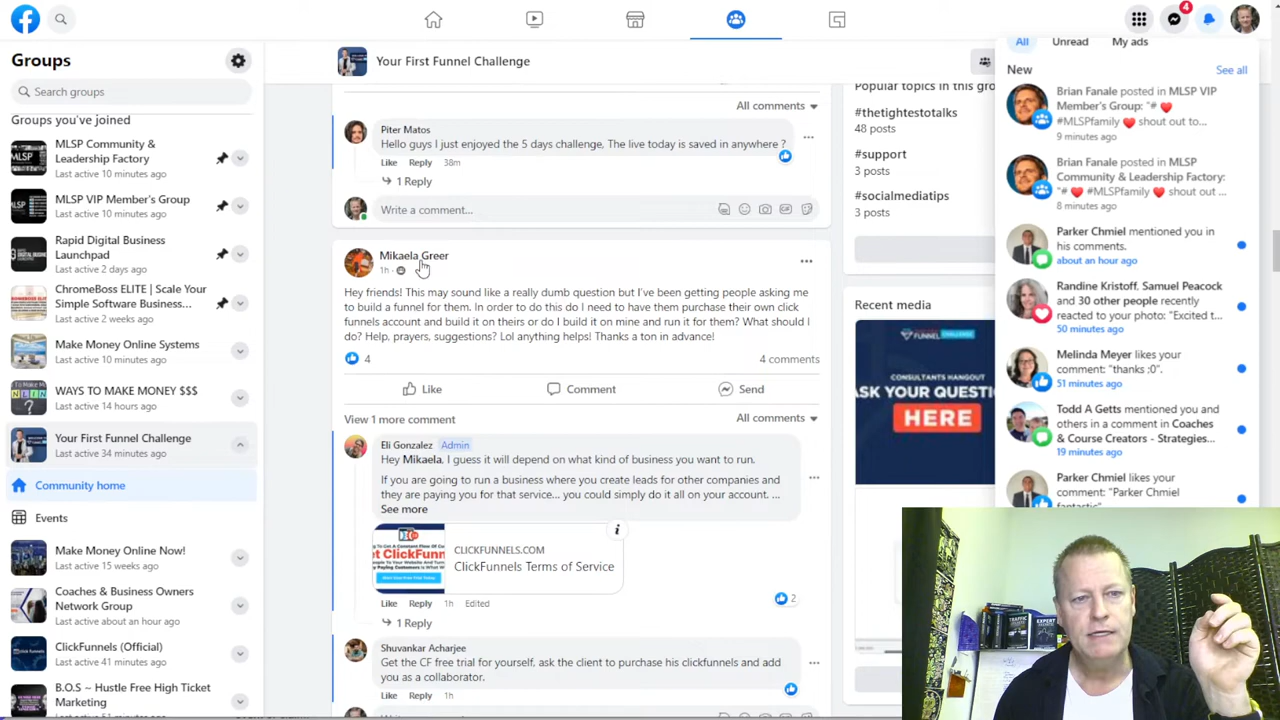 4
Groups
Search groups
Groups you've joined
MLSP Community &
Leadership Factory
Last active 10 minutes ago
MLSP VIP Member's Group
Last active 10 minutes ago
Rapid Digital Business
Launchpad
Last active 2 days ago
ChromeBoss ELITE | Scale Your
Simple Software Business...
Last active 2 weeks ago
Make Money Online Systems
Last active 10 minutes ago
WAYS TO MAKE MONEY $$$
Last active 14 hours ago
Your First Funnel Challenge
Last active 34 minutes ago
Community home
Events
Make Money Online Now!
Last active 15 weeks ago
Coaches & Business Owners
Network Group
Last active about an hour ago
ClickFunnels (Official)
Last active 41 minutes ago
B.O.S ~ Hustle Free High Ticket
Marketing
Your First Funnel Challenge
All comments
Piter Matos
Hello guys I just enjoyed the 5 days challenge, The live today is saved in anywhere ?
Like Reply 38m
1 Reply
Write a comment...
Mikaela Greer
1h
Hey friends! This may sound like a really dumb question but I've been getting people asking me
to build a funnel for them. In order to do this do I need to have them purchase their own click
funnels account and build it on theirs or do I build it on mine and run it for them? What should I
do? Help, prayers, suggestions? Lol anything helps! Thanks a ton in advance!
4
4 comments
Like Comment Send
View 1 more comment
All comments
Eli Gonzalez Admin
Hey Mikaela, I guess it will depend on what kind of business you want to run.
If you are going to run a business where you create leads for other companies and
they are paying you for that service... you could simply do it all on your account. ...
See more
CLICKFUNNELS.COM
ClickFunnels Terms of Service
2
Like Reply 1h Edited
1 Reply
Shuvankar Acharjee
Get the CF free trial for yourself, ask the client to purchase his clickfunnels and add
you as a collaborator.
Like Reply 1h
Popular topics in this gro
#thetightestotalks
48 posts
#support
3 posts
#socialmediatips
3 posts
Recent media
FUNNEL CHALLENGE
CONSULTANTS HANGOUT
ASK YOUR QUESTION
HERE
All Unread My ads
New
See all
Brian Fanale posted in MLSP VIP
Member's Group: "# ❤
#MLSPfamily ❤ shout out to...
9 minutes ago
Brian Fanale posted in MLSP
Community & Leadership Factory:
"# ❤ #MLSPfamily ❤ shout out ...
8 minutes ago
Parker Chmiel mentioned you in
his comments.
about an hour ago
Randine Kristoff, Samuel Peacock
and 30 other people recently
reacted to your photo: "Excited t...
50 minutes ago
Melinda Meyer likes your
comment: "thanks :0".
51 minutes ago
Todd A Getts mentioned you and
others in a comment in Coaches
& Course Creators - Strategies...
19 minutes ago
Parker Chmiel likes your
comment: "Parker Chmiel
TRAFFIC
SECRETS
EXPERT
SECRETS